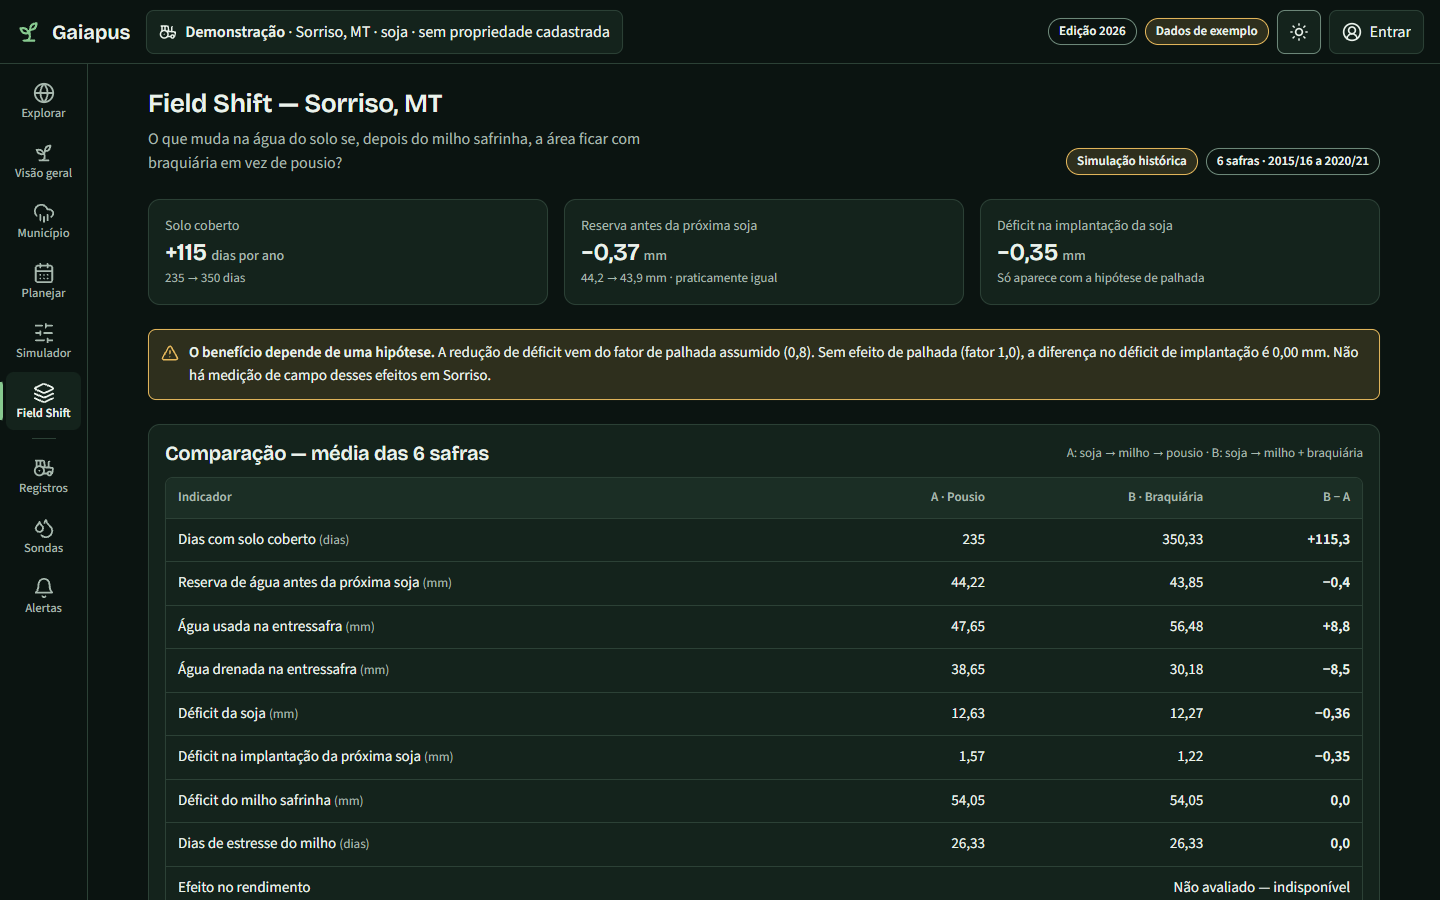 Gaiapus
Demonstração · Sorriso, MT · soja · sem propriedade cadastrada
Edição 2026
Dados de exemplo
Entrar
Explorar
Visão geral
Município
Planejar
Simulador
Field Shift
Registros
Sondas
Alertas
Field Shift — Sorriso, MT
O que muda na água do solo se, depois do milho safrinha, a área ficar com
braquiária em vez de pousio?
Simulação histórica
6 safras · 2015/16 a 2020/21
Solo coberto
+115 dias por ano
235 → 350 dias
Reserva antes da próxima soja
−0,37 mm
44,2 → 43,9 mm · praticamente igual
Déficit na implantação da soja
−0,35 mm
Só aparece com a hipótese de palhada
O benefício depende de uma hipótese. A redução de déficit vem do fator de palhada assumido (0,8). Sem efeito de palhada (fator 1,0), a diferença no déficit de implantação é 0,00 mm. Não
há medição de campo desses efeitos em Sorriso.
Comparação — média das 6 safras
A: soja → milho → pousio · B: soja → milho + braquiária
Indicador A · Pousio B · Braquiária B − A
Dias com solo coberto (dias) 235 350,33 +115,3
Reserva de água antes da próxima soja (mm) 44,22 43,85 −0,4
Água usada na entressafra (mm) 47,65 56,48 +8,8
Água drenada na entressafra (mm) 38,65 30,18 −8,5
Déficit da soja (mm) 12,63 12,27 −0,36
Déficit na implantação da próxima soja (mm) 1,57 1,22 −0,35
Déficit do milho safrinha (mm) 54,05 54,05 0,0
Dias de estresse do milho (dias) 26,33 26,33 0,0
Efeito no rendimento Não avaliado — indisponível